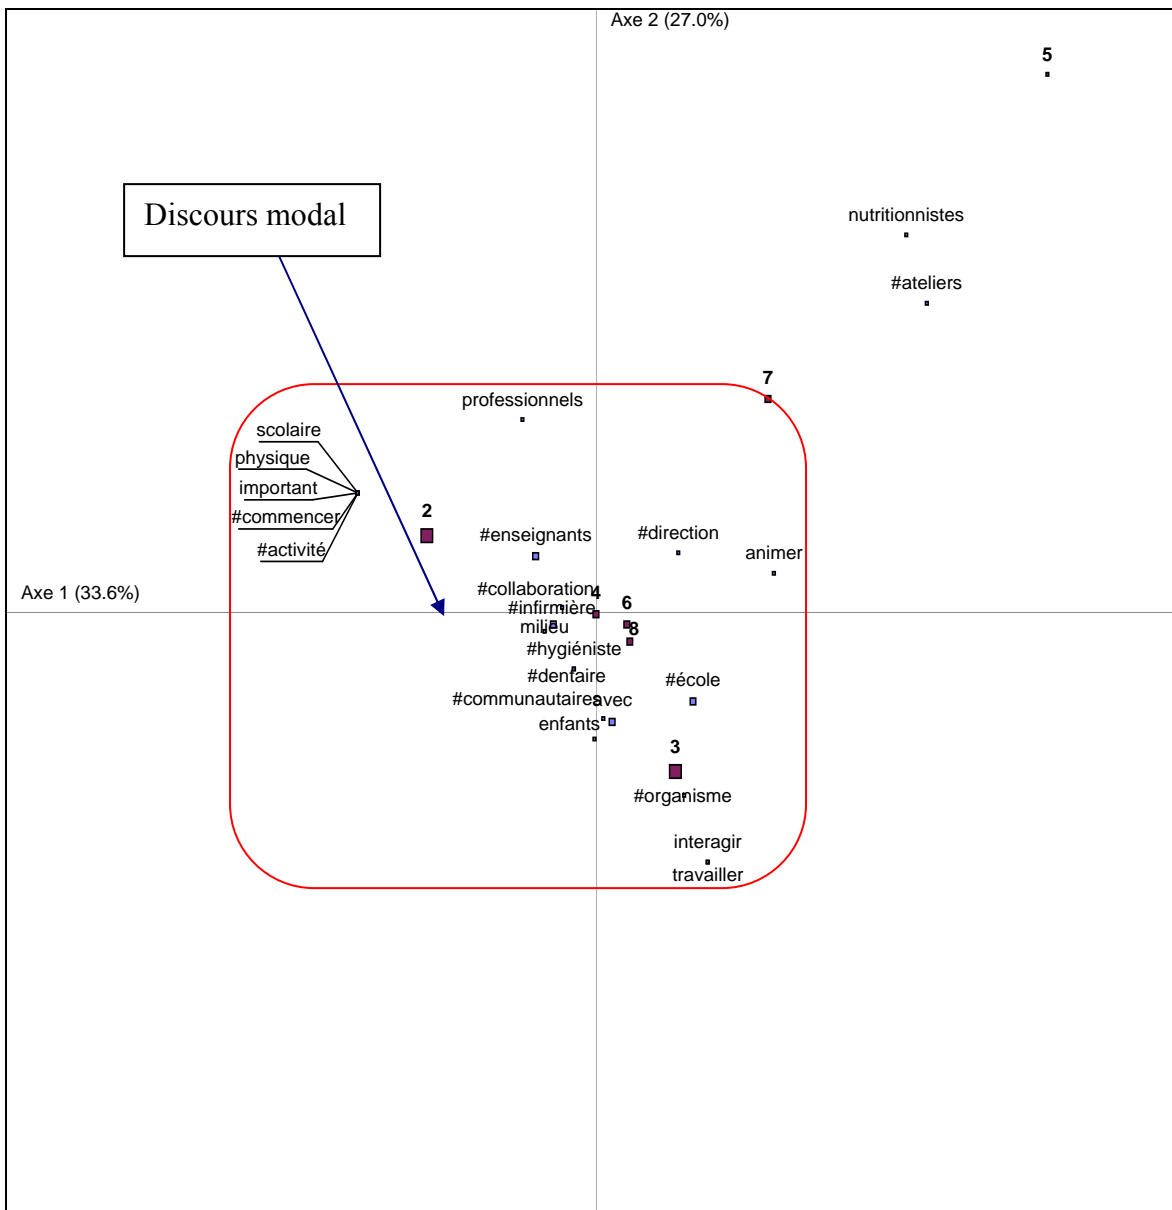 Axe 2 (27.0%)
5
Discours modal
nutritionnistes
#ateliers
7
professionnels
scolaire
physique
important
#commencer
#activité
2
#enseignants
#direction
animer
Axe 1 (33.6%)
#collaboration
4
#infirmière
6
milieu
8
#hygiéniste
#dentaire
#école
#communautaires
avec
enfants
3
#organisme
interagir
travailler